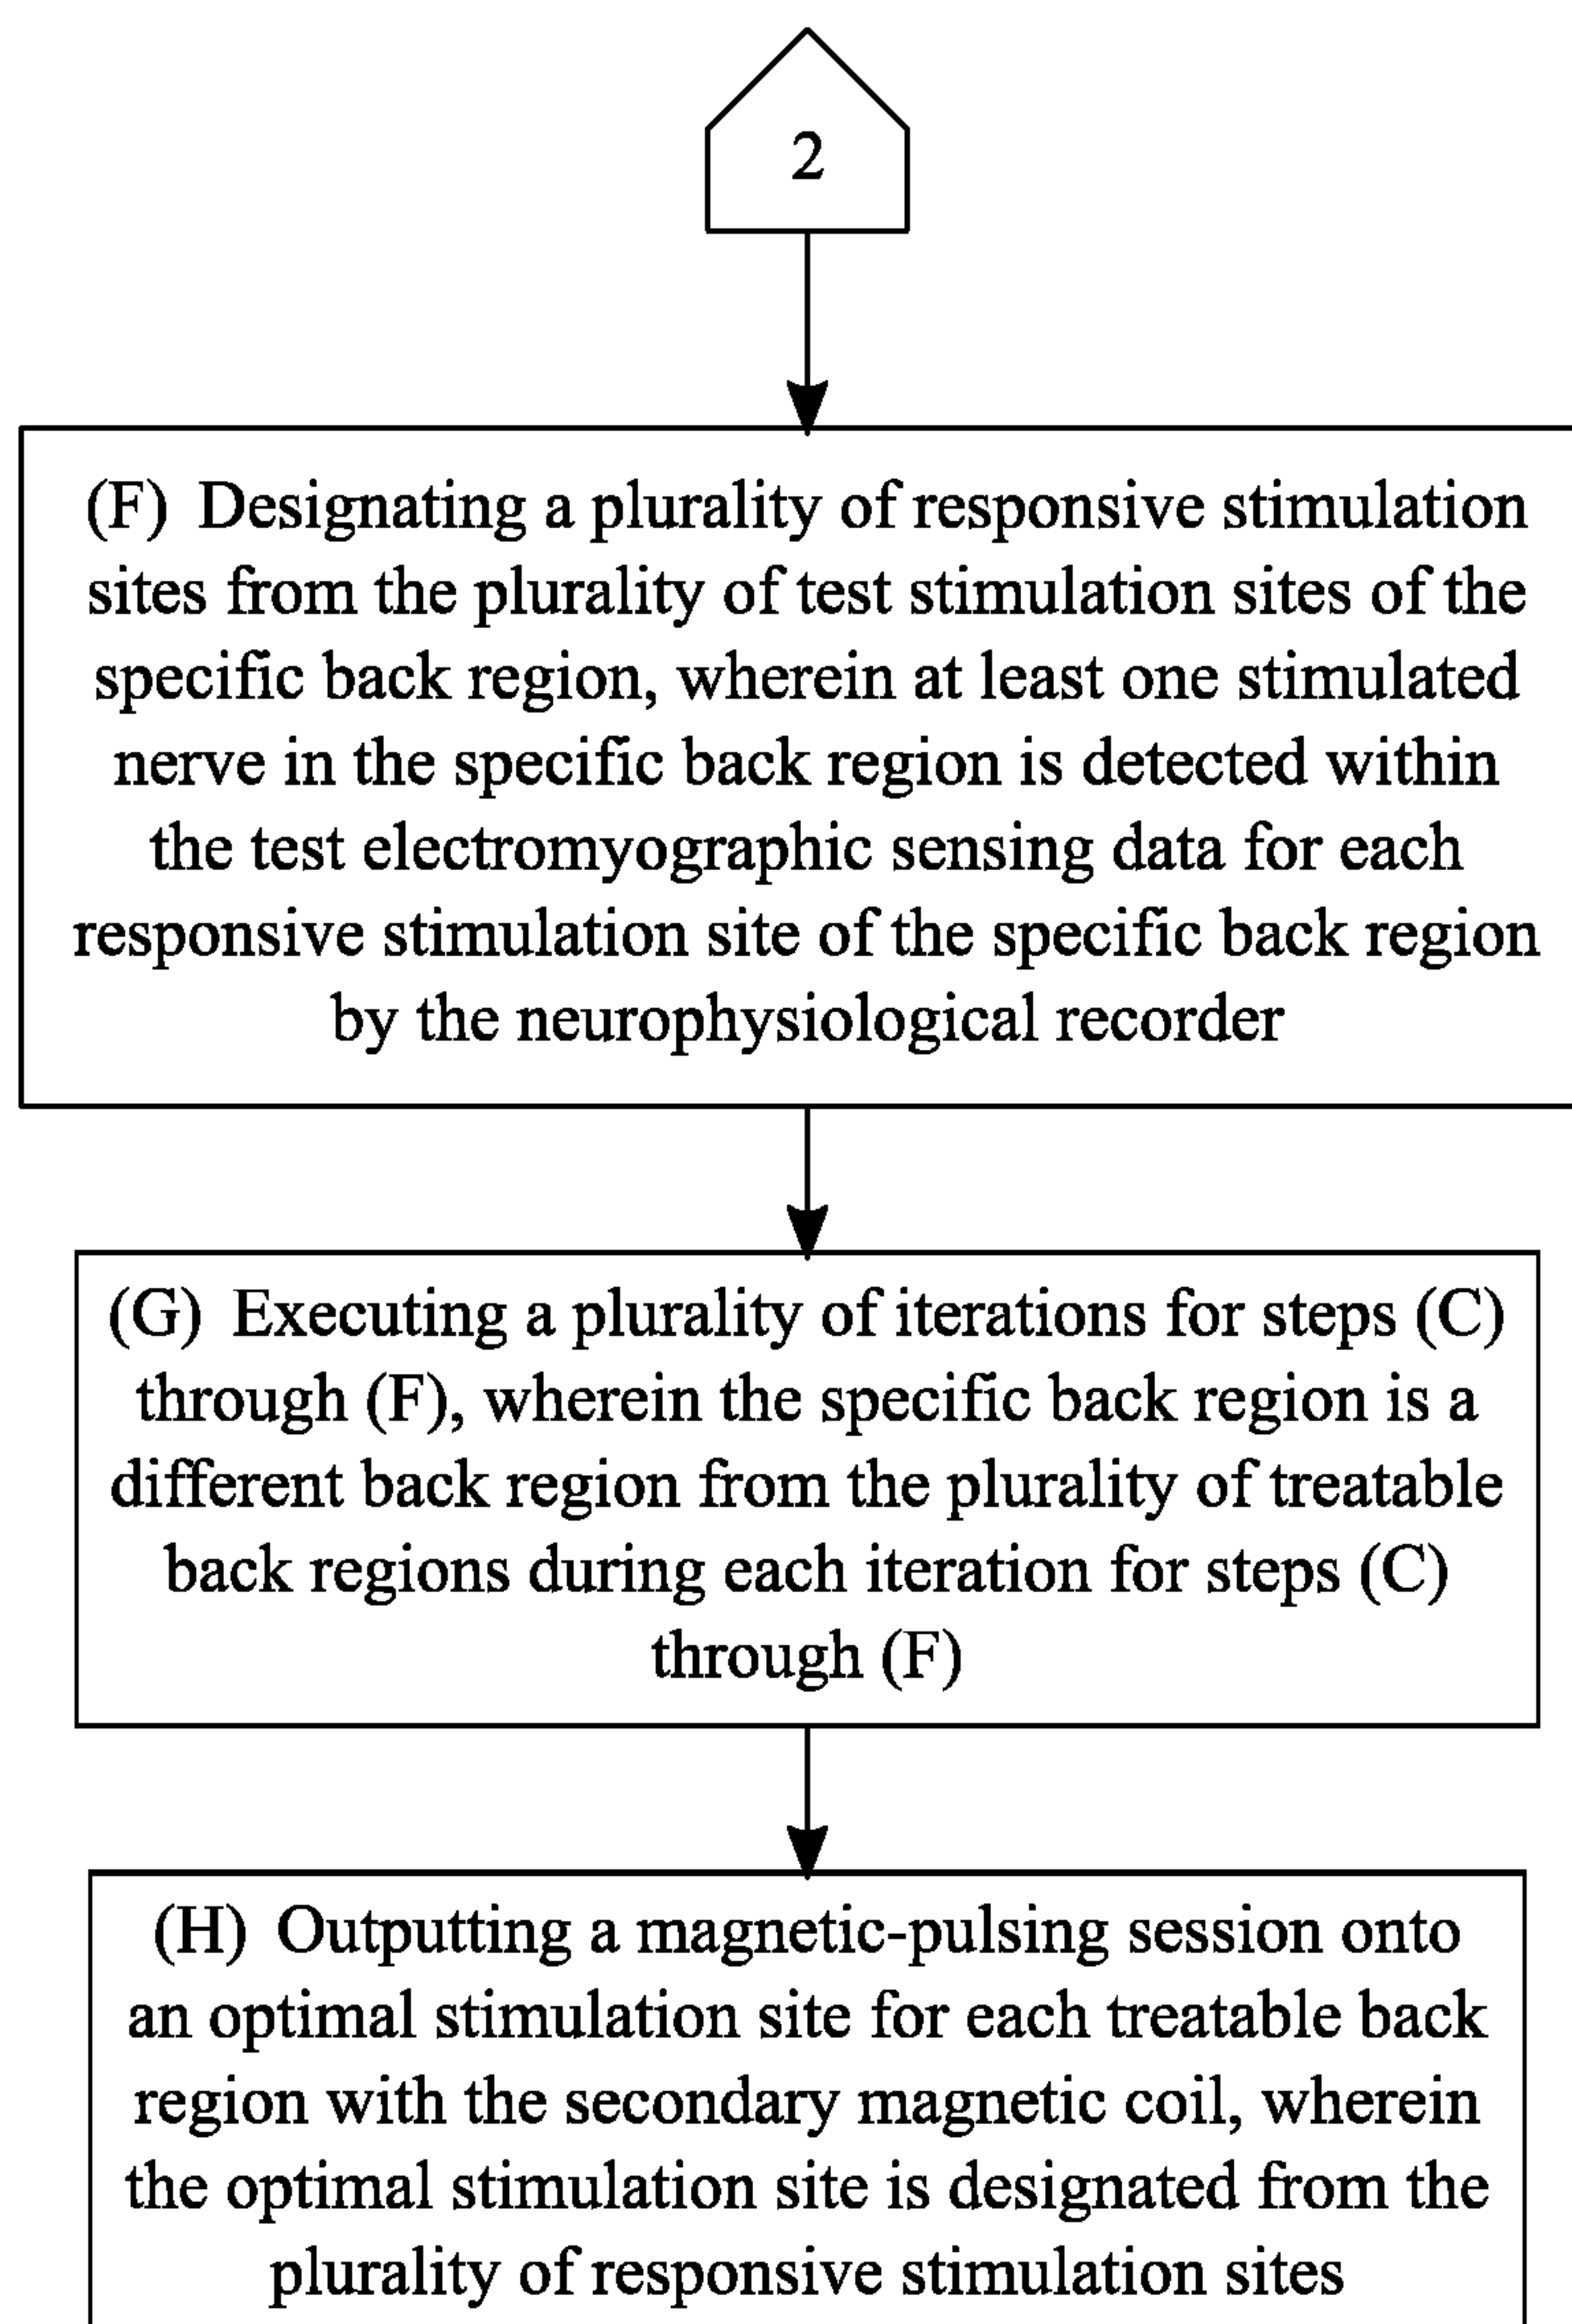 2
(F) Designating a plurality of responsive stimulation
sites from the plurality of test stimulation sites of the
specific back region, wherein at least one stimulated
nerve in the specific back region is detected within
the test electromyographic sensing data for each
responsive stimulation site of the specific back region
by the neurophysiological recorder
(G) Executing a plurality of iterations for steps (C)
through (F), wherein the specific back region is a
different back region from the plurality of treatable
back regions during each iteration for steps (C)
through (F)
(H) Outputting a magnetic-pulsing session onto
an optimal stimulation site for each treatable back
region with the secondary magnetic coil, wherein
the optimal stimulation site is designated from the
plurality of responsive stimulation sites